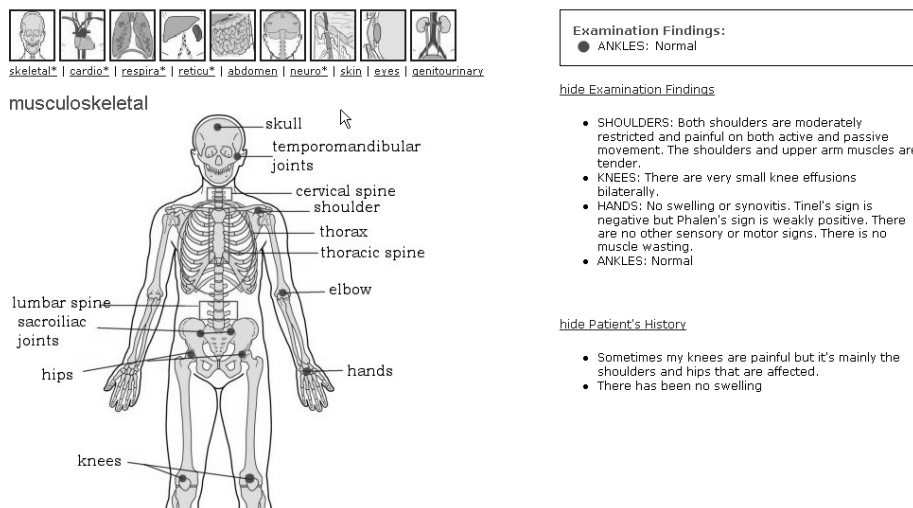 skeletal* | cardio* | respira* | reticu* | abdomen | neuro* | skin | eyes | genitourinary
musculoskeletal
skull
temporomandibular
joints
cervical spine
shoulder
thorax
thoracic spine
elbow
lumbar spine
sacroiliac
joints
hips
hands
knees
Examination Findings:
ANKLES: Normal
hide Examination Findings
SHOULDERS: Both shoulders are moderately
restricted and painful on both active and passive
movement. The shoulders and upper arm muscles are
tender.
KNEES: There are very small knee effusions
bilaterally.
HANDS: No swelling or synovitis. Tinel's sign is
negative but Phalen's sign is weakly positive. There
are no other sensory or motor signs. There is no
muscle wasting.
ANKLES: Normal
hide Patient's History
Sometimes my knees are painful but it's mainly the
shoulders and hips that are affected.
There has been no swelling